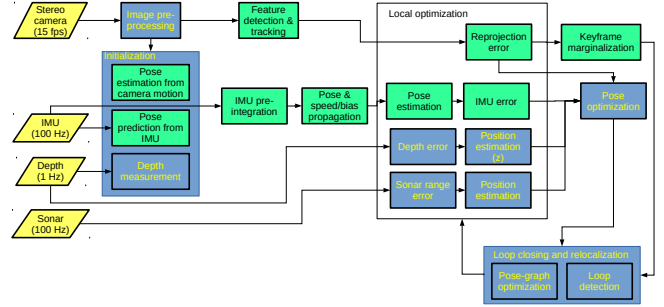 Stereo
camera
(15 fps)
Image pre-
processing
Feature
detection &
tracking
Local optimization
Reprojection
error
Keyframe
marginalization
Initialization
Pose
estimation from
camera motion
IMU pre-
integration
Pose &
speed/bias
propagation
Pose
estimation
IMU error
Pose
optimization
IMU
(100 Hz)
Pose
prediction from
IMU
Depth error
Position
estimation
(z)
Depth
(1 Hz)
Depth
measurement
Sonar range
error
Position
estimation
Sonar
(100 Hz)
Loop closing and relocalization
Pose-graph
optimization
Loop
detection